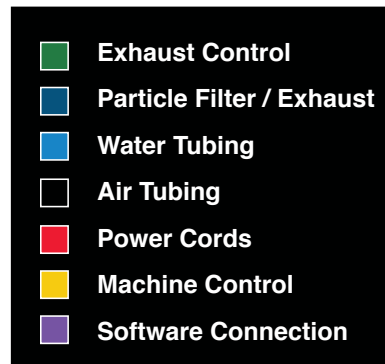 Exhaust Control
Particle Filter / Exhaust
Water Tubing
Air Tubing
Power Cords
Machine Control
Software Connection